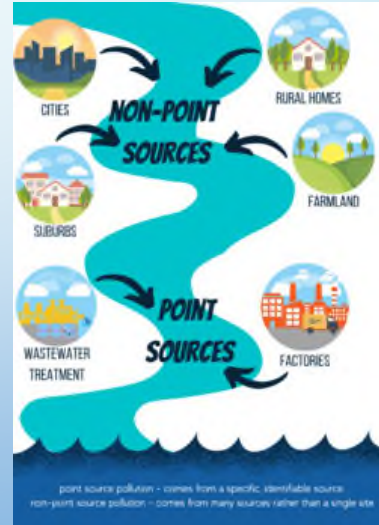 CITIES
RURAL HOMES
NON-POINT
SOURCES
SUBURBS
FARMLAND
WASTEWATER
TREATMENT
POINT
SOURCES
FACTORIES
point source pollution - comes from a specific, identifiable source
non-point source pollution - comes from many sources rather than a single site